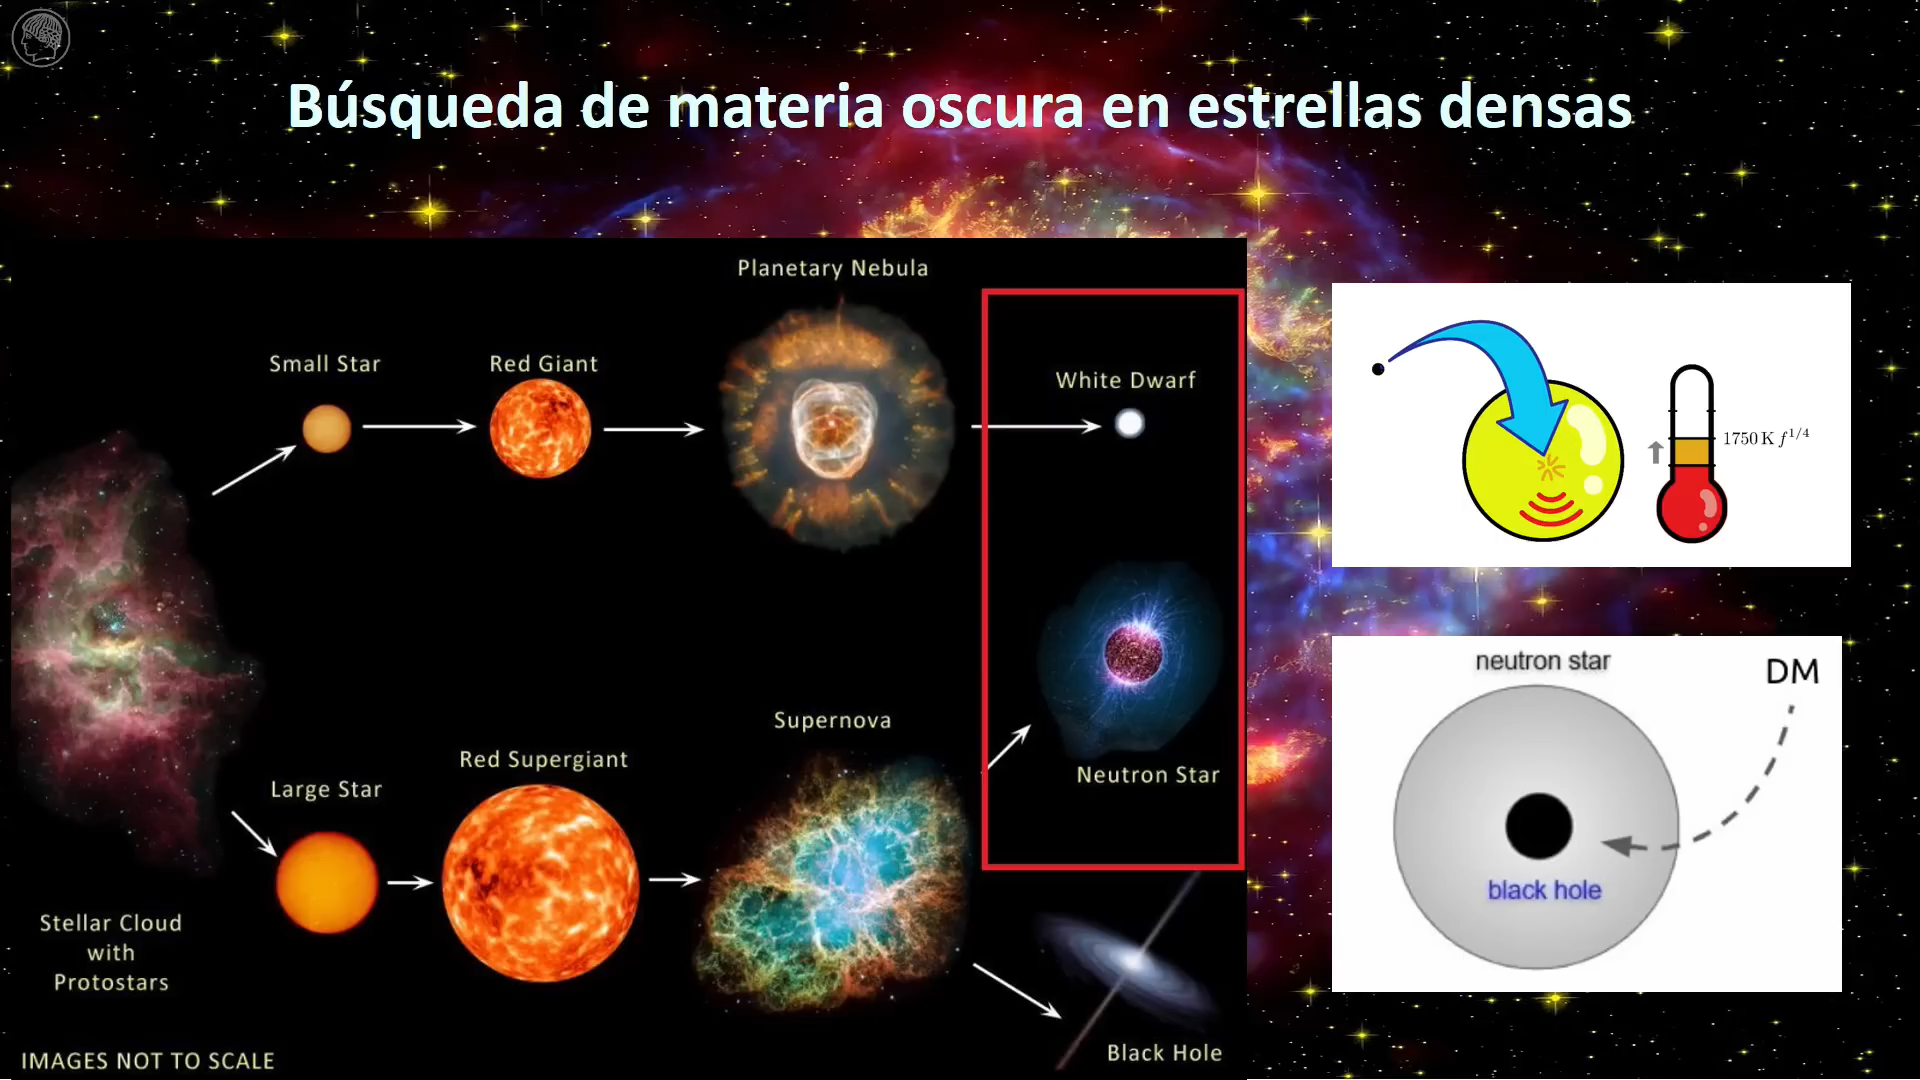 Búsqueda de materia oscura en estrellas densas
Planetary Nebula
Small Star
Red Giant
White Dwarf
Supernova
Neutron Star
Red Supergiant
Large Star
Stellar Cloud
with
Protostars
Black Hole
IMAGES NOT TO SCALE
1750 K f^{1/4}
neutron star
DM
black hole